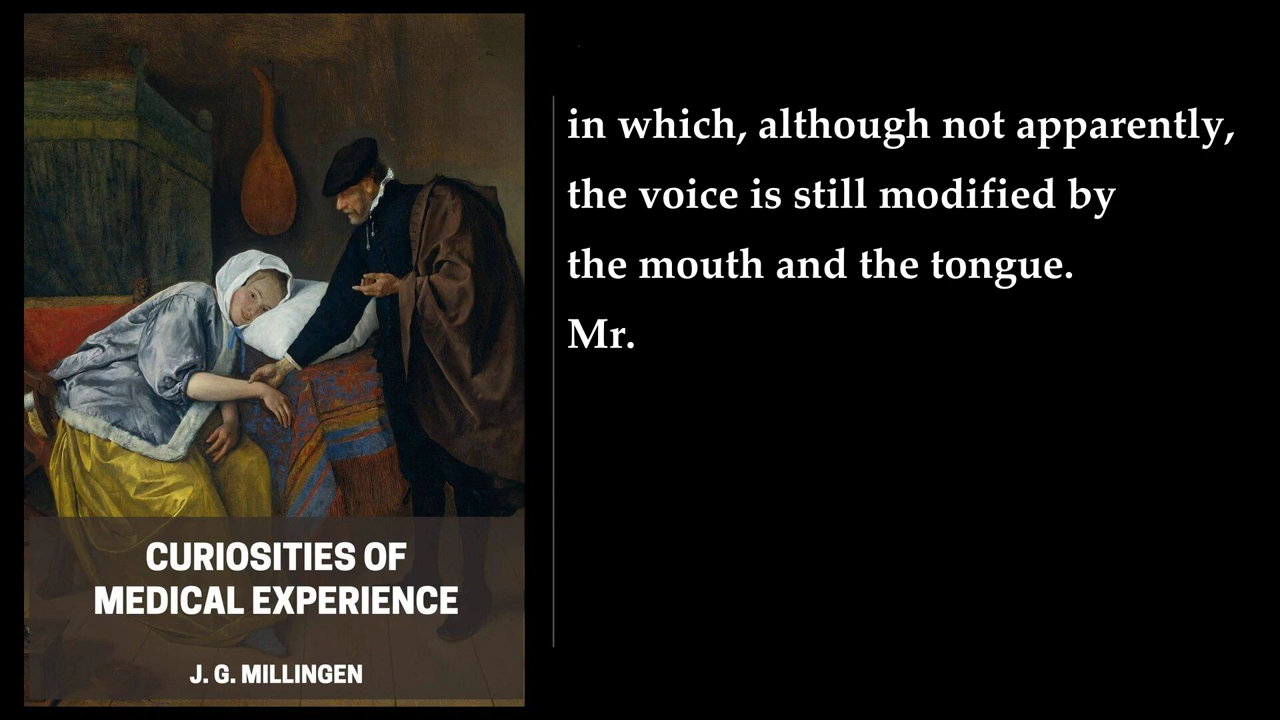 in which, although not apparently,
the voice is still modified by
the mouth and the tongue.
Mr.
CURIOSITIES OF
MEDICAL EXPERIENCE
J. G. MILLINGEN